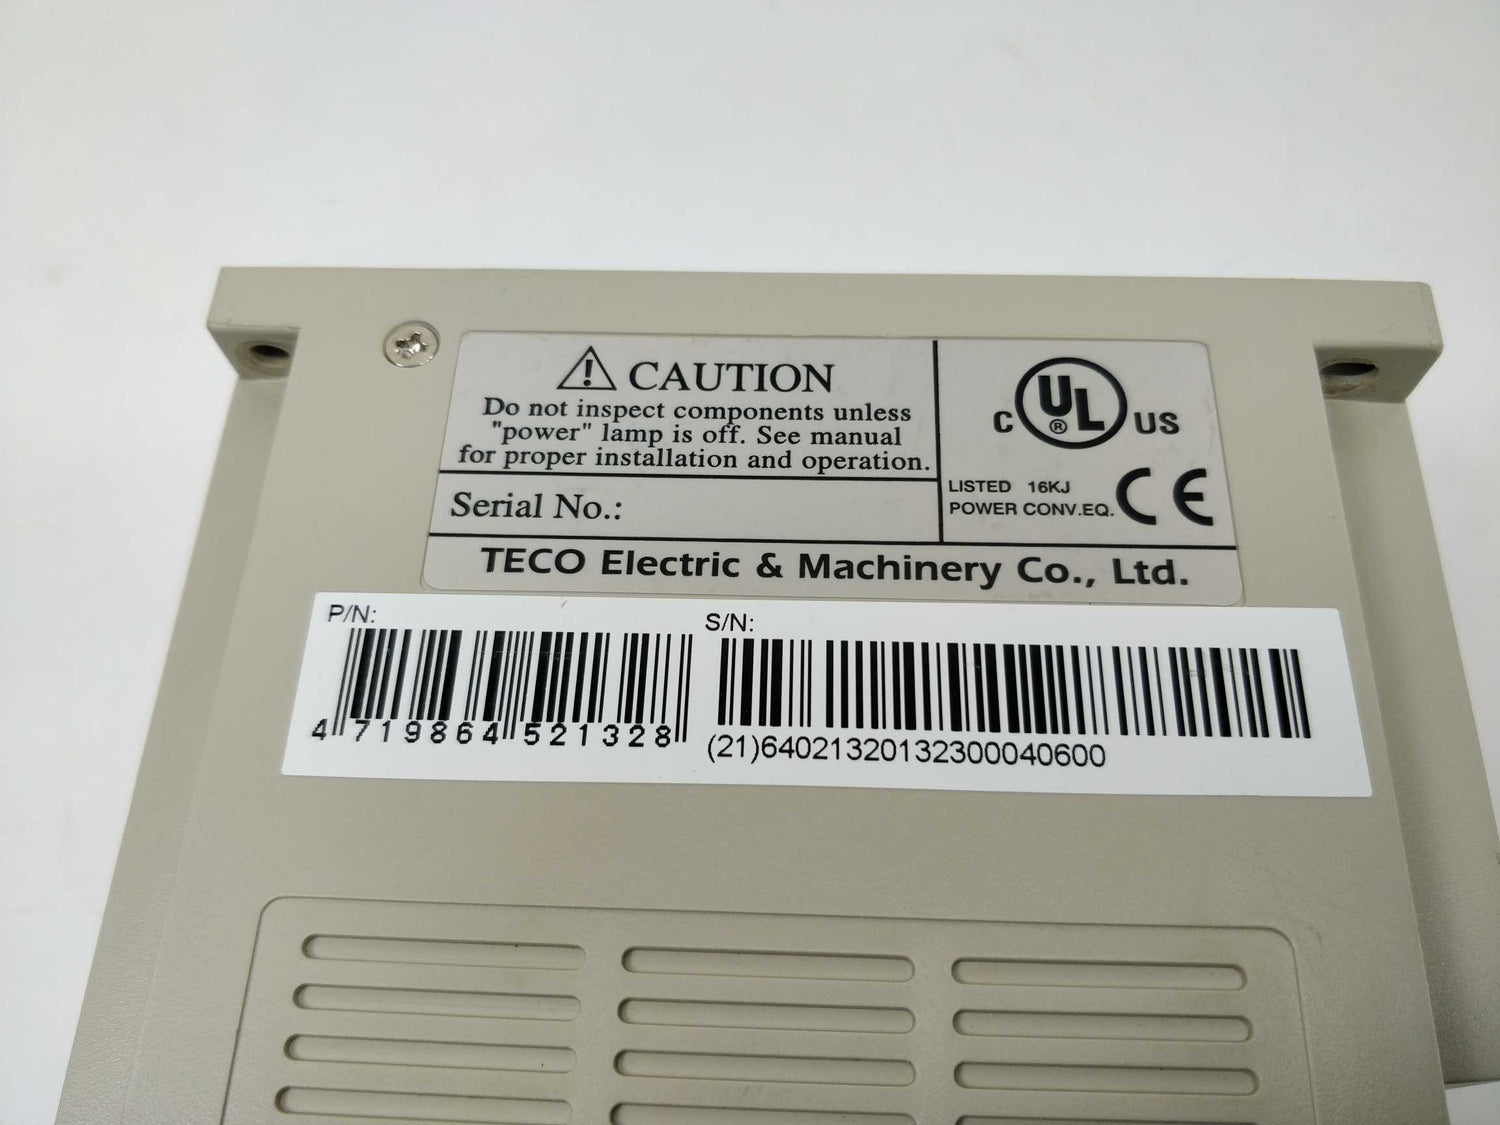 CAUTION
Do not inspect components unless
"power" lamp is off. See manual
for proper installation and operation.
Serial No.:
C UL ® US
LISTED 16KJ
POWER CONV.EQ.
CE
TECO Electric & Machinery Co., Ltd.
P/N:
4 719864 521328
S/N:
(21)64021320132300040600